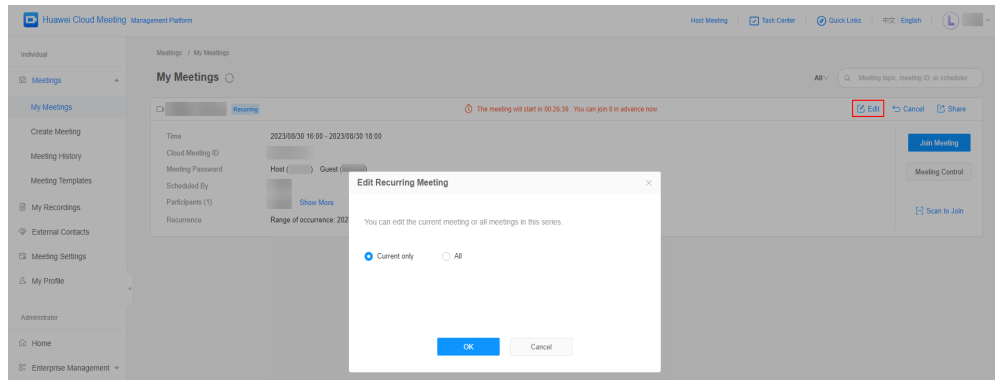 Huawei Cloud Meeting Management Platform
Host Meeting Task Center Quick Links 中文 English L
Individual
Meetings
My Meetings
Create Meeting
Meeting History
Meeting Templates
My Recordings
External Contacts
Meeting Settings
My Profile
Administrator
Home
Enterprise Management
Meetings / My Meetings
My Meetings
All Meeting topic, meeting ID, or scheduler
Recurring
The meeting will start in 00:26:39 . You can join it in advance now.
Edit Cancel Share
Time 2023/08/30 16:00 - 2023/08/30 18:00
Cloud Meeting ID
Meeting Password Host ( ) Guest ( )
Scheduled By
Participants (1) Show More
Recurrence Range of occurrence: 202
Join Meeting
Meeting Control
Scan to Join
Edit Recurring Meeting
You can edit the current meeting or all meetings in this series.
Current only All
OK Cancel